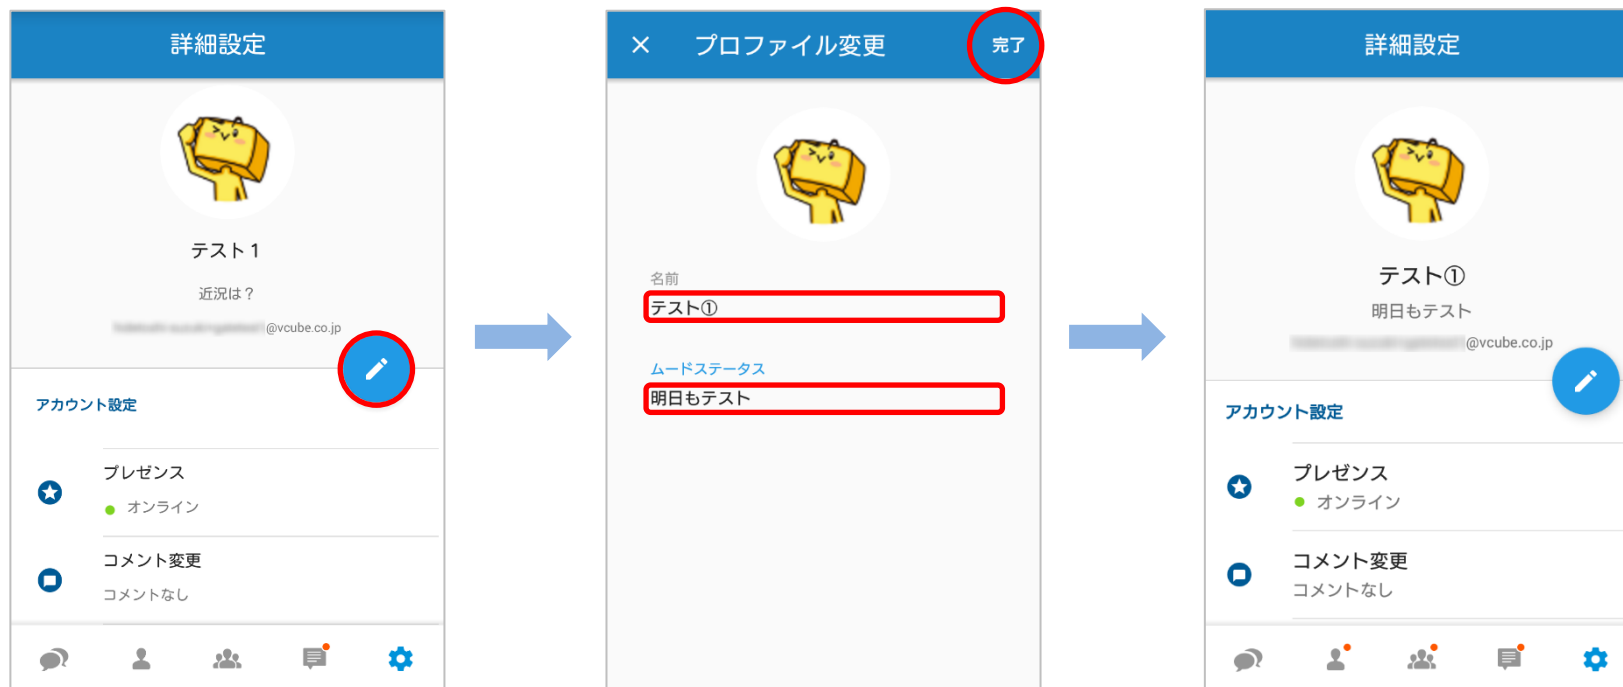 詳細設定
テスト 1
近況は？
@vcube.co.jp
アカウント設定
プレゼンス
オンライン
コメント変更
コメントなし
プロファイル変更
完了
名前
テスト①
ムードステータス
明日もテスト
詳細設定
テスト①
明日もテスト
@vcube.co.jp
アカウント設定
プレゼンス
オンライン
コメント変更
コメントなし